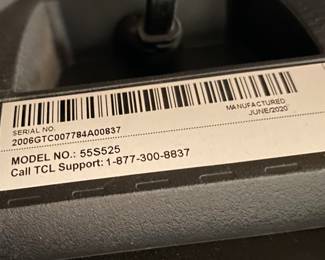 SERIAL NO.
2006GTC007784A00837
MANUFACTURED
JUNE/2020
MODEL NO.: 55S525
Call TCL Support: 1-877-300-8837